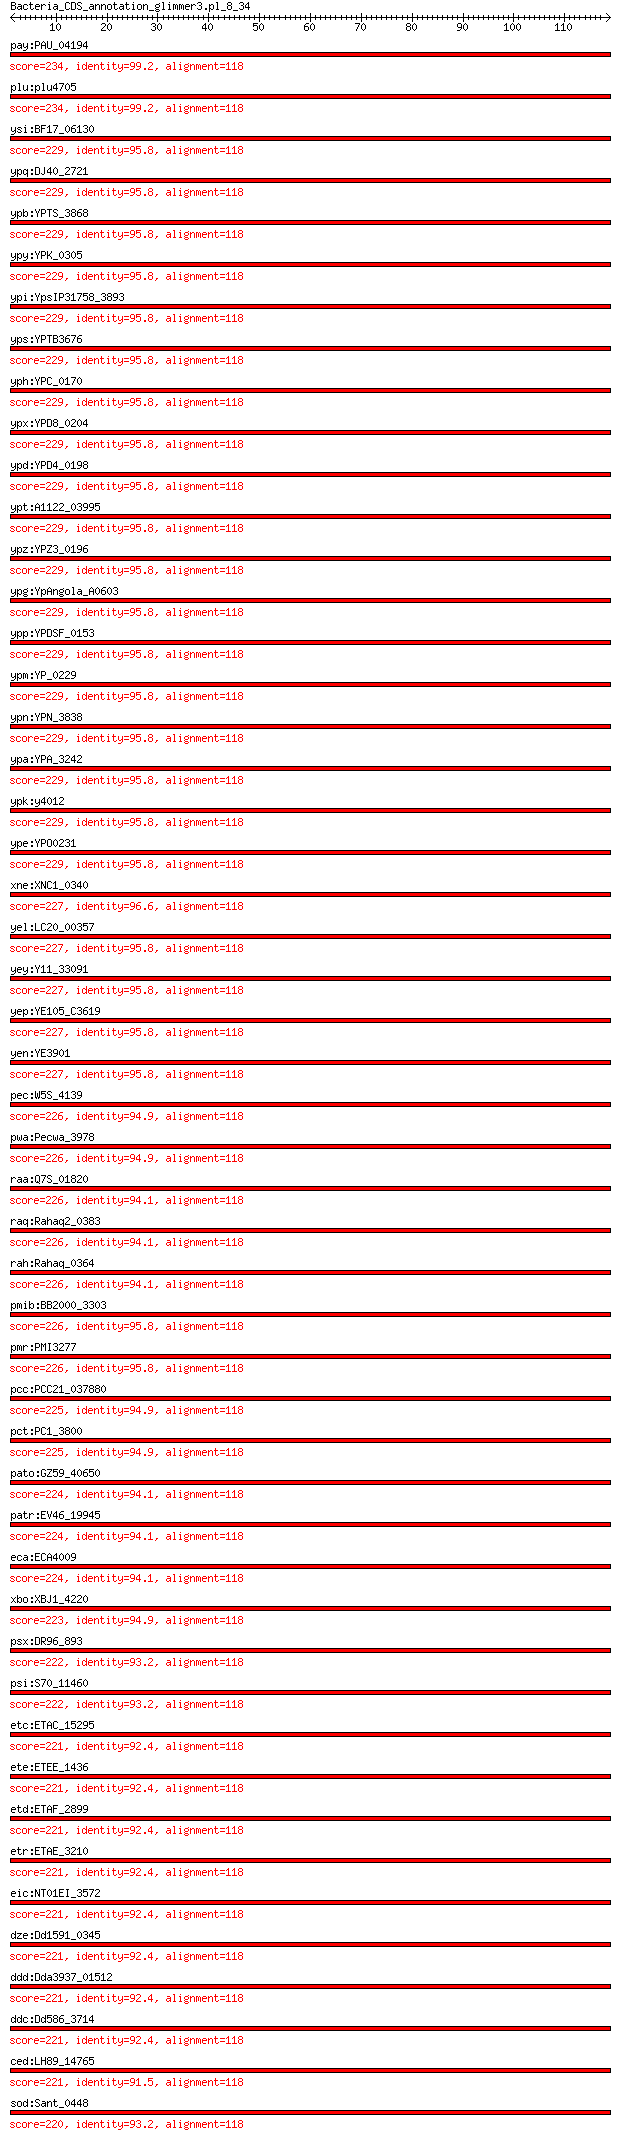 Bacteria_CDS_annotation_glimmer3.pl_8_34
10 20 30 40 50 60 70 80 90 100 110
pay:PAU_04194
score=234, identity=99.2, alignment=118
plu:plu4705
score=234, identity=99.2, alignment=118
ysi:BF17_06130
score=229, identity=95.8, alignment=118
ypq:DJ40_2721
score=229, identity=95.8, alignment=118
ypb:YPTS_3868
score=229, identity=95.8, alignment=118
ypy:YPK_0305
score=229, identity=95.8, alignment=118
ypi:YpsIP31758_3893
score=229, identity=95.8, alignment=118
yps:YPTB3676
score=229, identity=95.8, alignment=118
yph:YPC_0170
score=229, identity=95.8, alignment=118
ypx:YPD8_0204
score=229, identity=95.8, alignment=118
ypd:YPD4_0198
score=229, identity=95.8, alignment=118
ypt:A1122_03995
score=229, identity=95.8, alignment=118
ypz:YPZ3_0196
score=229, identity=95.8, alignment=118
ypg:YpAngola_A0603
score=229, identity=95.8, alignment=118
ypp:YPDSF_0153
score=229, identity=95.8, alignment=118
ypm:YP_0229
score=229, identity=95.8, alignment=118
ypn:YPN_3838
score=229, identity=95.8, alignment=118
ypa:YPA_3242
score=229, identity=95.8, alignment=118
ypk:y4012
score=229, identity=95.8, alignment=118
ype:YPO0231
score=229, identity=95.8, alignment=118
xne:XNC1_0340
score=227, identity=96.6, alignment=118
yel:LC20_00357
score=227, identity=95.8, alignment=118
yey:Y11_33091
score=227, identity=95.8, alignment=118
yep:YE105_C3619
score=227, identity=95.8, alignment=118
yen:YE3901
score=227, identity=95.8, alignment=118
pec:W5S_4139
score=226, identity=94.9, alignment=118
pwa:Pecwa_3978
score=226, identity=94.9, alignment=118
raa:Q7S_01820
score=226, identity=94.1, alignment=118
raq:Rahaq2_0383
score=226, identity=94.1, alignment=118
rah:Rahaq_0364
score=226, identity=94.1, alignment=118
pmib:BB2000_3303
score=226, identity=95.8, alignment=118
pmr:PMI3277
score=226, identity=95.8, alignment=118
pcc:PCC21_037880
score=225, identity=94.9, alignment=118
pct:PC1_3800
score=225, identity=94.9, alignment=118
pato:GZ59_40650
score=224, identity=94.1, alignment=118
patr:EV46_19945
score=224, identity=94.1, alignment=118
eca:ECA4009
score=224, identity=94.1, alignment=118
xbo:XBJ1_4220
score=223, identity=94.9, alignment=118
psx:DR96_893
score=222, identity=93.2, alignment=118
psi:S70_11460
score=222, identity=93.2, alignment=118
etc:ETAC_15295
score=221, identity=92.4, alignment=118
ete:ETEE_1436
score=221, identity=92.4, alignment=118
etd:ETAF_2899
score=221, identity=92.4, alignment=118
etr:ETAE_3210
score=221, identity=92.4, alignment=118
eic:NT01EI_3572
score=221, identity=92.4, alignment=118
dze:Dd1591_0345
score=221, identity=92.4, alignment=118
ddd:Dda3937_01512
score=221, identity=92.4, alignment=118
ddc:Dd586_3714
score=221, identity=92.4, alignment=118
ced:LH89_14765
score=221, identity=91.5, alignment=118
sod:Sant_0448
score=220, identity=93.2, alignment=118